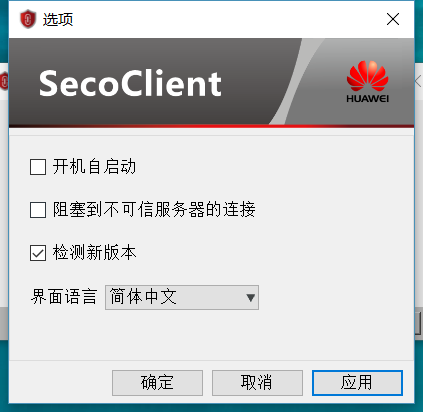 选项
SecoClient
HUAWEI
开机自启动
阻塞到不可信服务器的连接
检测新版本
界面语言 简体中文
确定 取消 应用